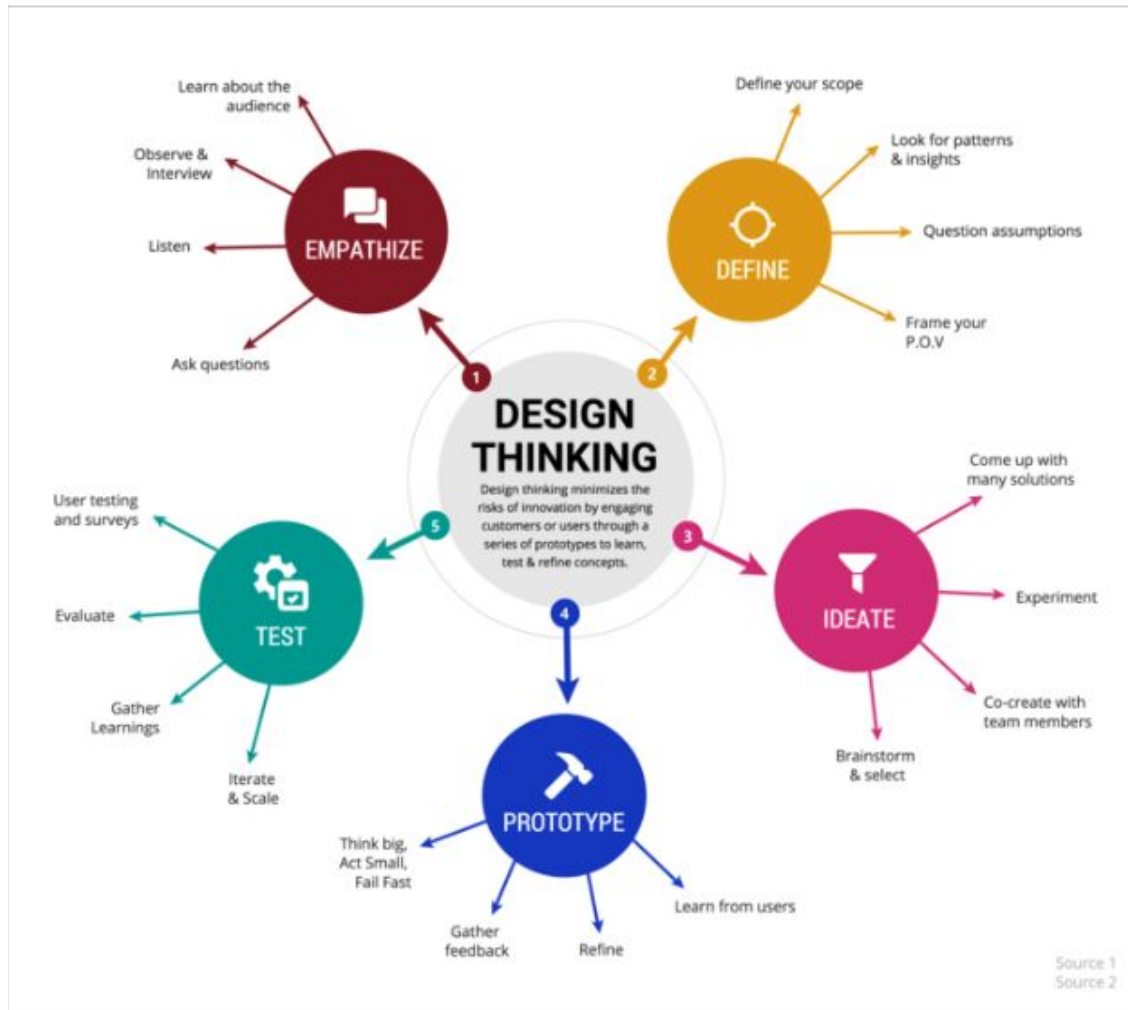 DESIGN
THINKING
Design thinking minimizes the
risks of innovation by engaging
customers or users through a
series of prototypes to learn,
test & refine concepts.
1
EMPATHIZE
Learn about the
audience
Observe &
Interview
Listen
Ask questions
2
DEFINE
Define your scope
Look for patterns
& insights
Question assumptions
Frame your
P.O.V
3
IDEATE
Come up with
many solutions
Experiment
Co-create with
team members
Brainstorm
& select
4
PROTOTYPE
Learn from users
Refine
Gather
feedback
Think big,
Act Small,
Fail Fast
5
TEST
User testing
and surveys
Evaluate
Gather
Learnings
Iterate
& Scale
Source 1
Source 2